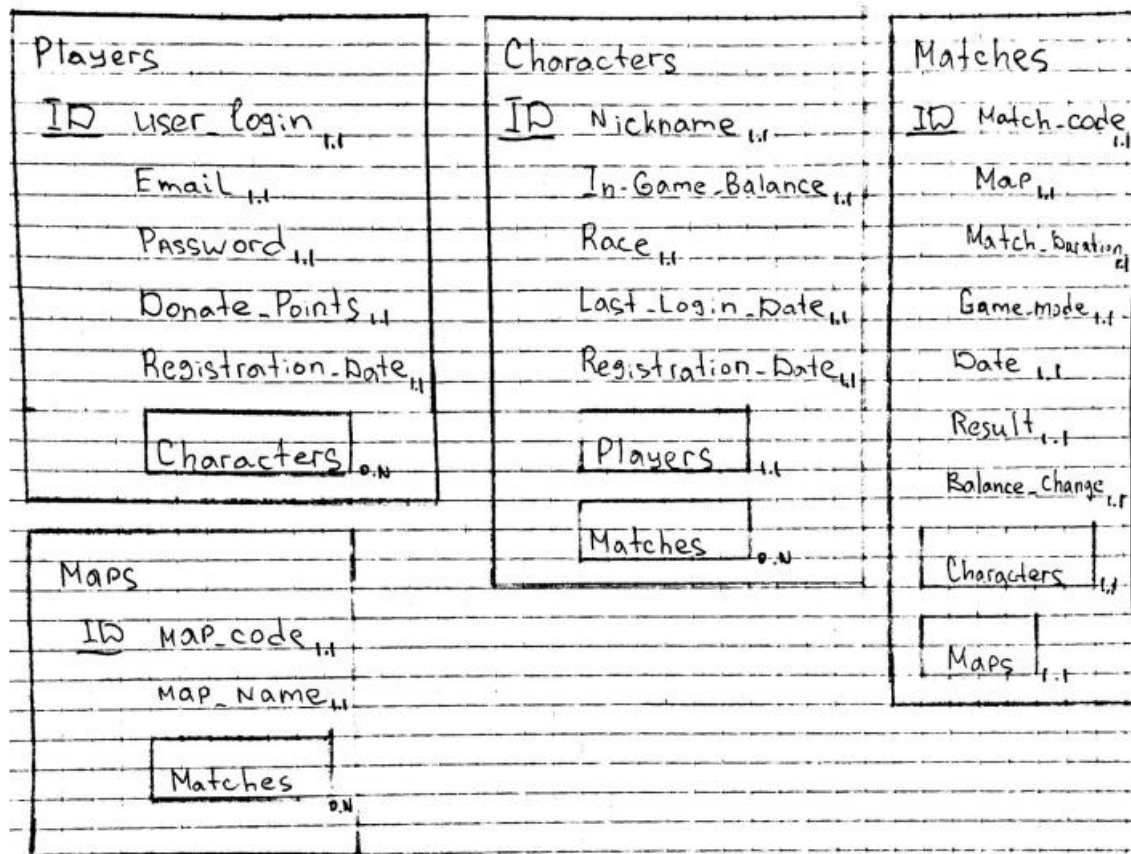 Players
ID user_login 1.1
Email 1.1
Password 1.1
Donate_Points 1.1
Registration_Date 1.1
Characters 0.N
Characters
ID Nickname 1.1
In-Game_Balance 1.1
Race 1.1
Last_Login_Date 1.1
Registration_Date 1.1
Players 1.1
Matches 0.N
Matches
ID Match_code 1.1
Map 1.1
Match_Duration
Game_mode 1.1
Date 1.1
Result 1.1
Balance_Change 1.1
Characters 1.1
Maps 1.1
Maps
ID Map_code 1.1
Map_Name 1.1
Matches 0.N